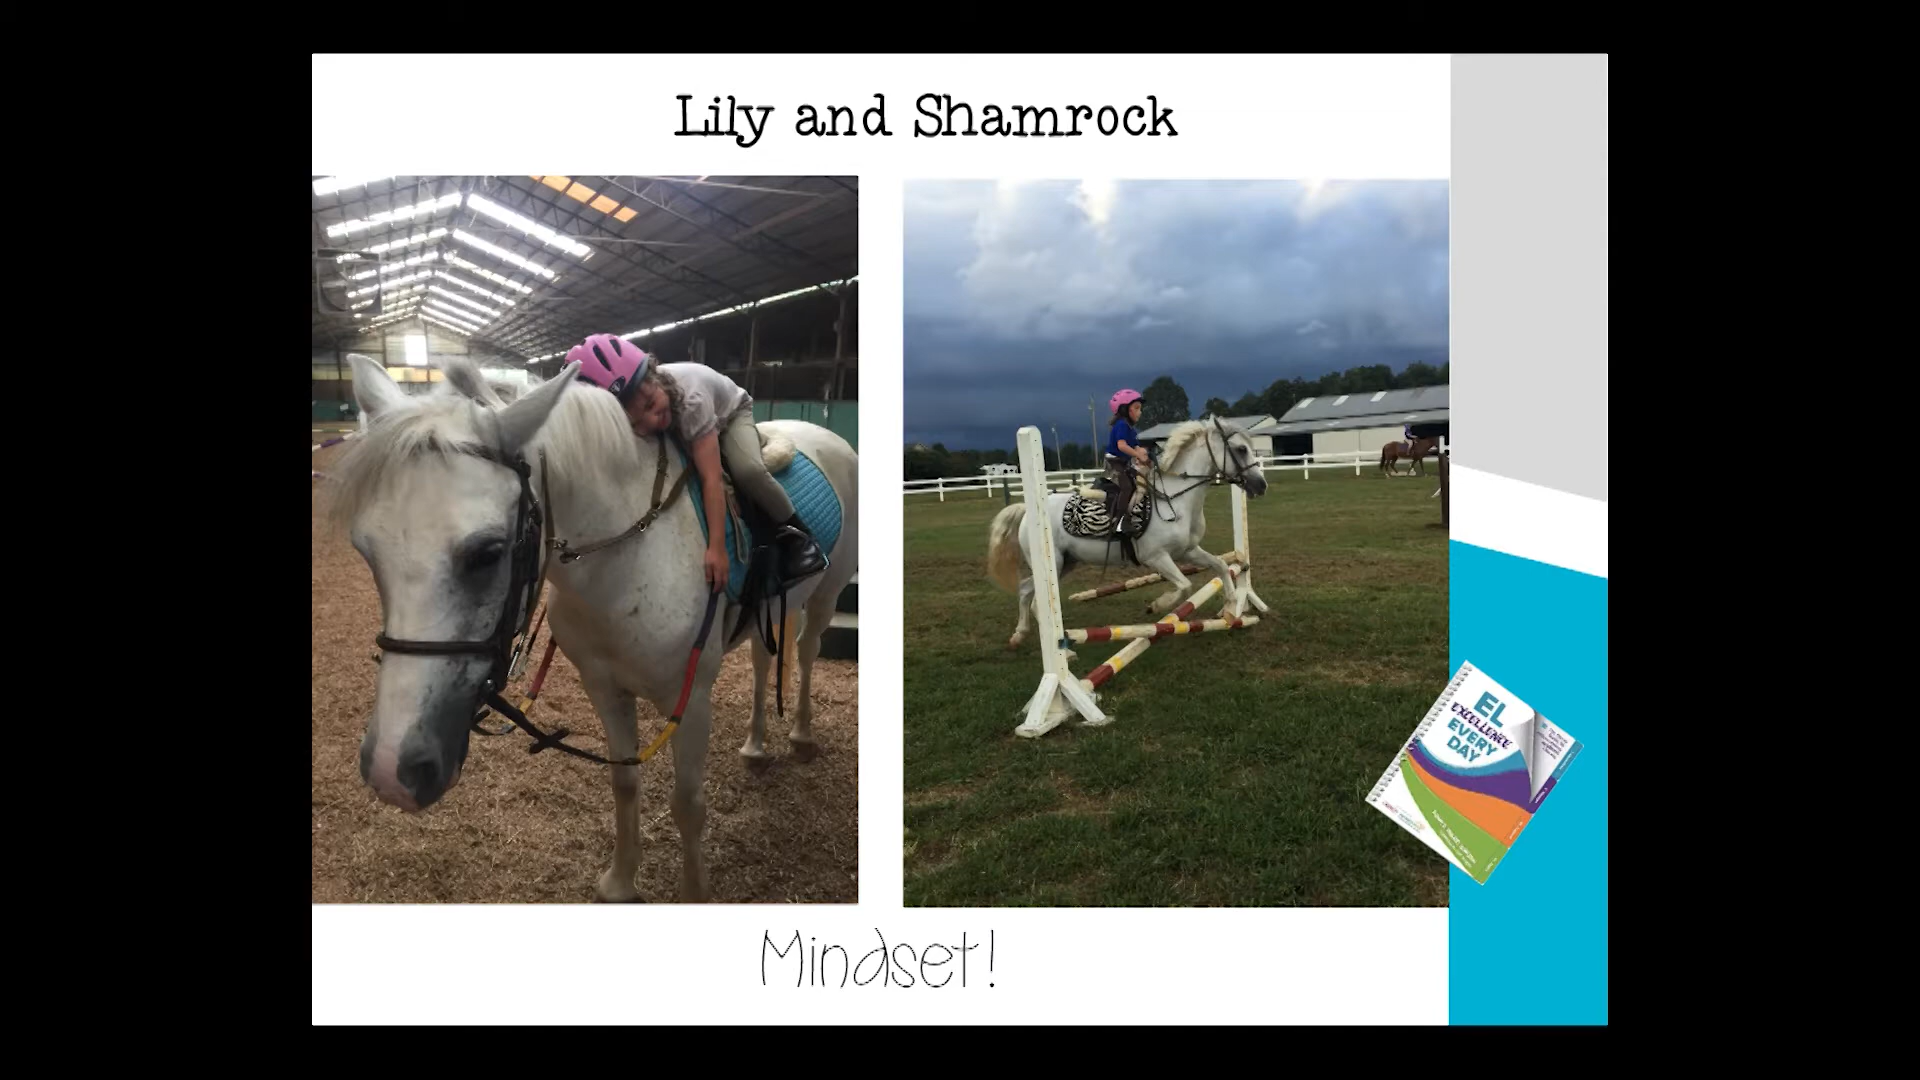 Lily and Shamrock
EL
EXCELLENCE
EVERY
DAY
Mindset!